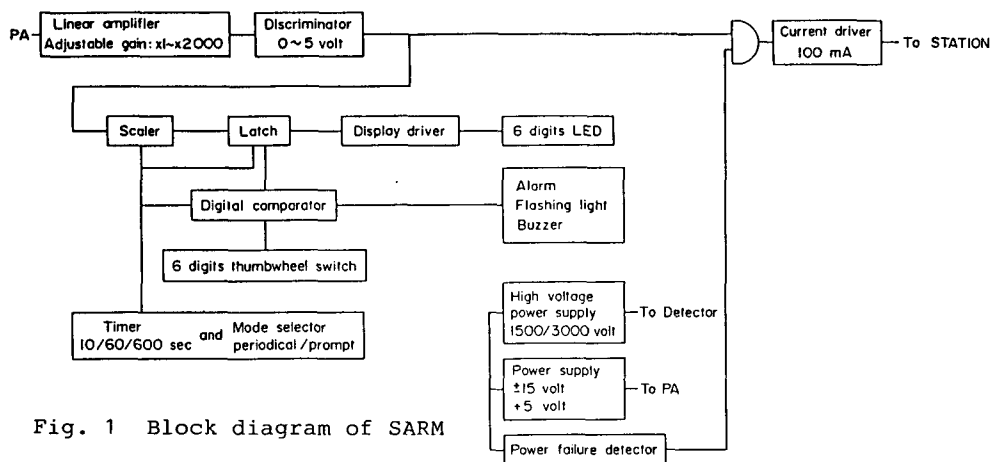 PA
Linear amplifier
Adjustable gain: x1~x2000
Discriminator
0~5 volt
Current driver
100 mA
To STATION
Scaler
Latch
Display driver
6 digits LED
Digital comparator
Alarm
Flashing light
Buzzer
6 digits thumbwheel switch
Timer
10/60/600 sec
and
Mode selector
periodical/prompt
High voltage
power supply
1500/3000 volt
To Detector
Power supply
±15 volt
+5 volt
To PA
Power failure detector
Fig. 1 Block diagram of SARM